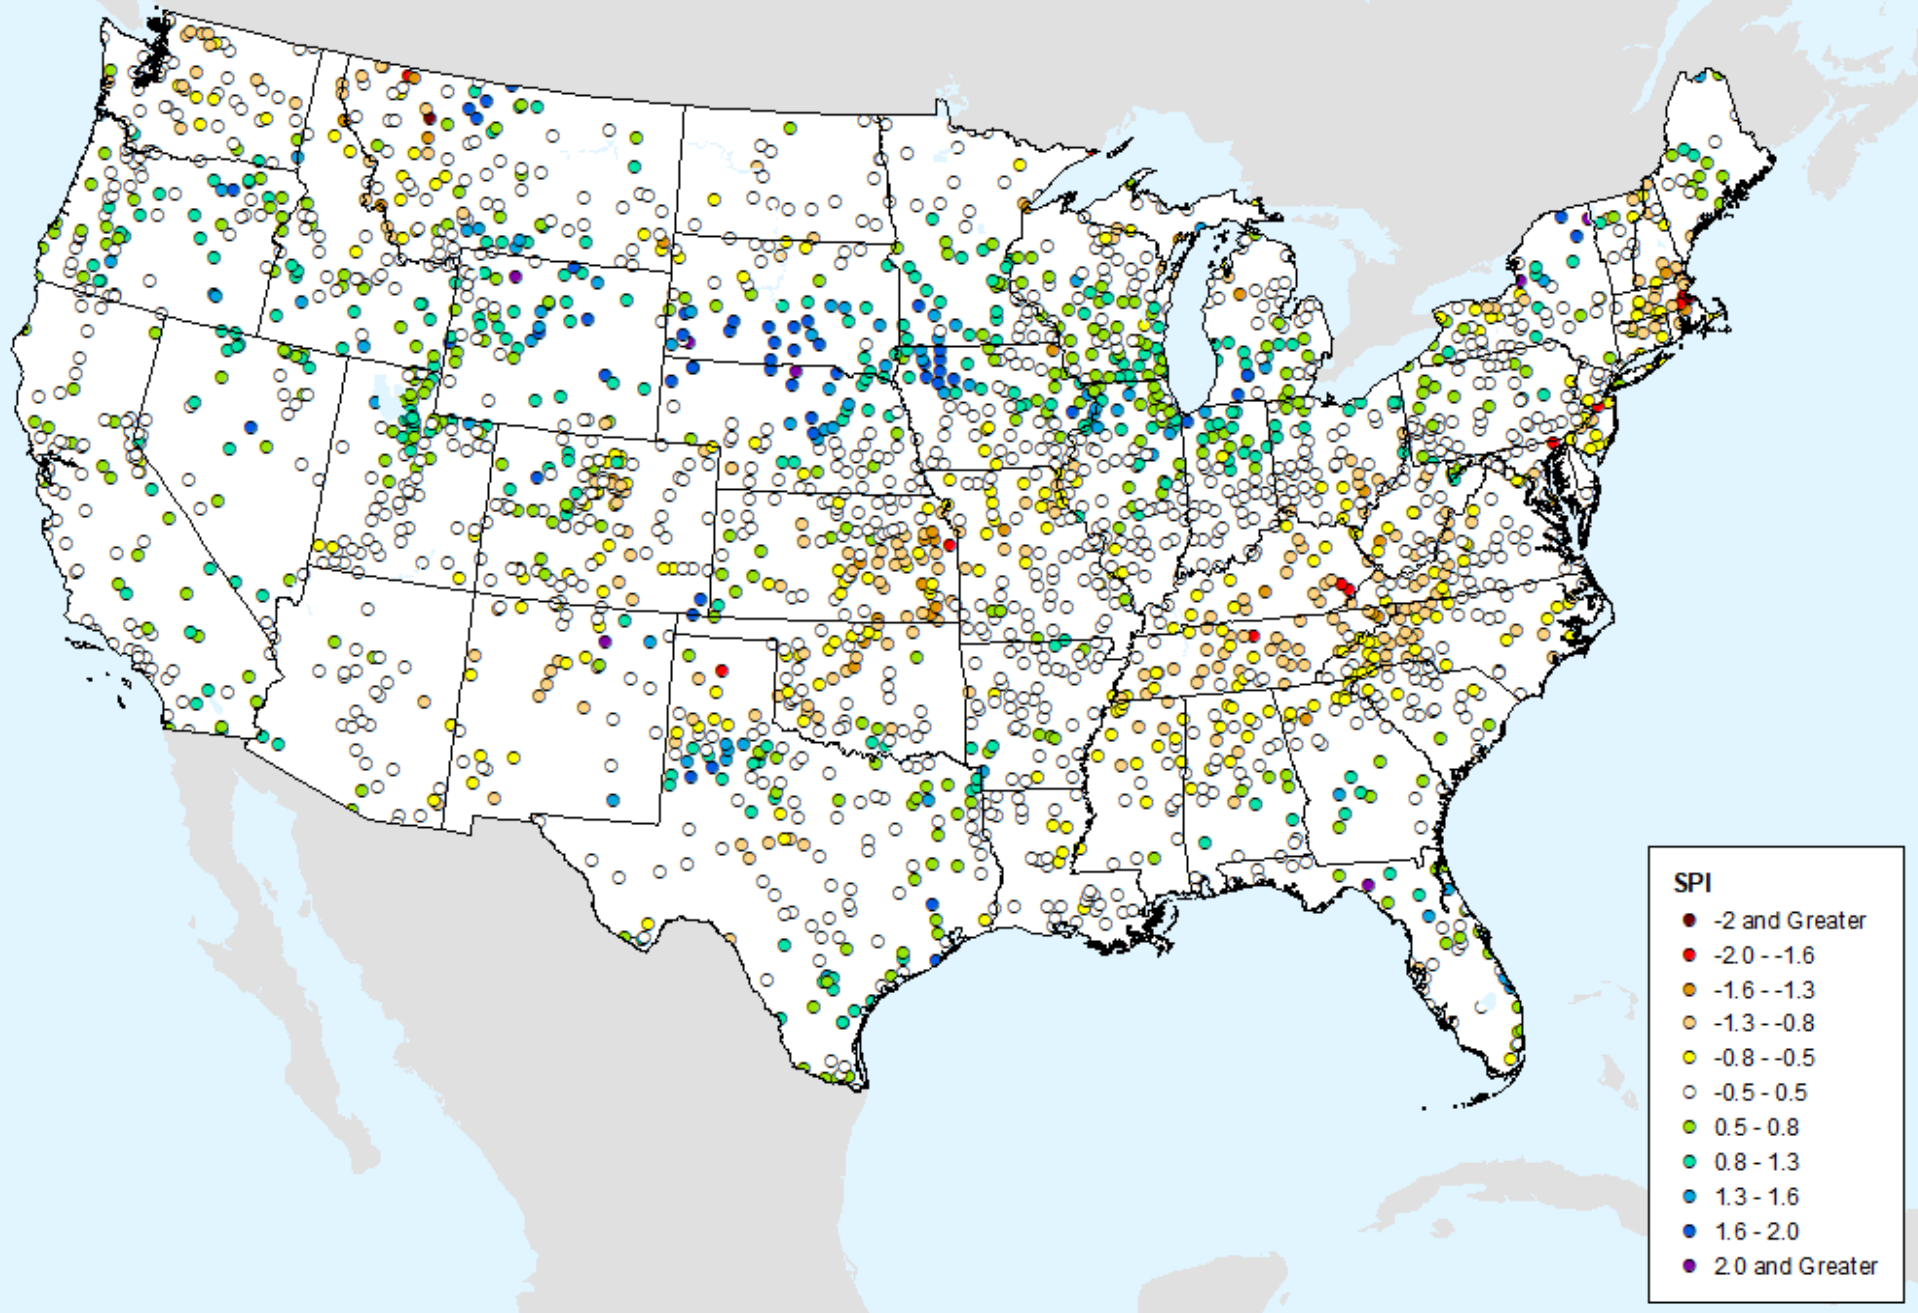 SPI
-2 and Greater
-2.0 - -1.6
-1.6 - -1.3
-1.3 - -0.8
-0.8 - -0.5
-0.5 - 0.5
0.5 - 0.8
0.8 - 1.3
1.3 - 1.6
1.6 - 2.0
2.0 and Greater